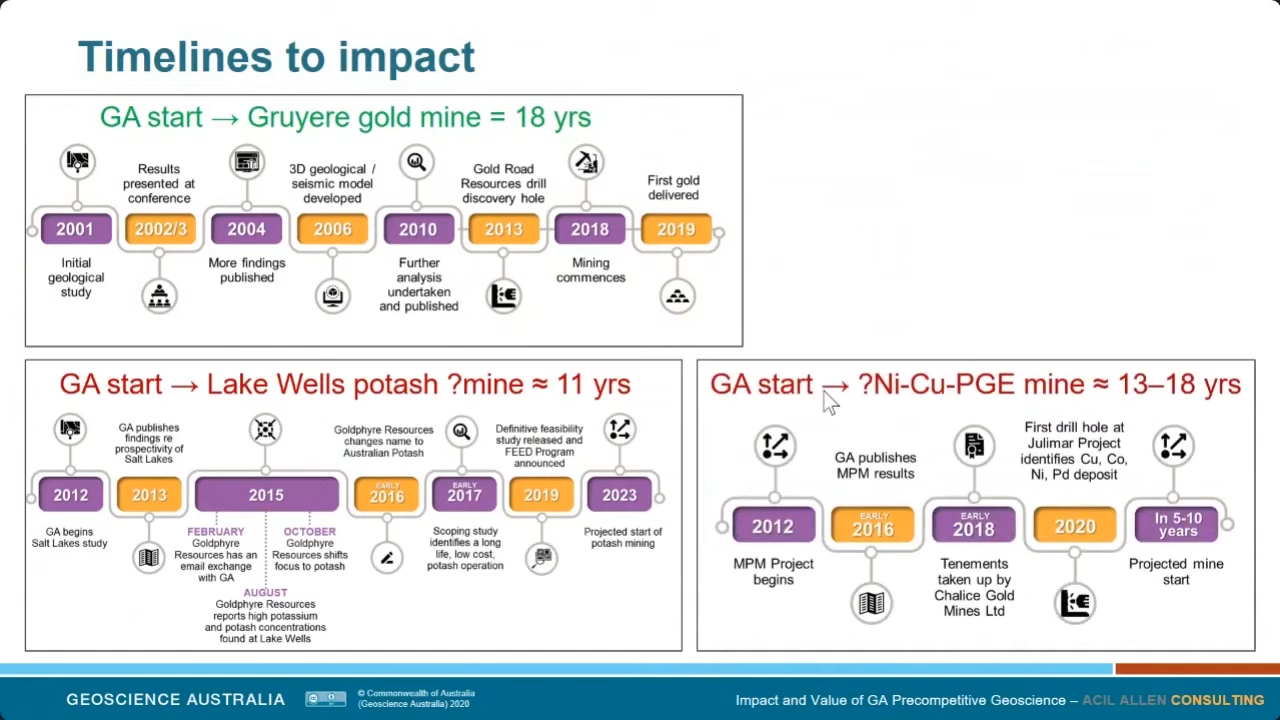 Timelines to impact
GA start → Gruyere gold mine = 18 yrs
2001
Initial
geological
study
Results
presented at
conference
2002/3
2004
More findings
published
3D geological /
seismic model
developed
2006
2010
Further
analysis
undertaken
and published
Gold Road
Resources drill
discovery hole
2013
2018
Mining
commences
First gold
delivered
2019
GA start → Lake Wells potash ?mine ≈ 11 yrs
2012
GA begins
Salt Lakes study
GA publishes
findings re
prospectivity of
Salt Lakes
2013
2015
FEBRUARY
Goldphyre
Resources has an
email exchange
with GA
AUGUST
Goldphyre Resources
reports high potassium
and potash concentrations
found at Lake Wells
OCTOBER
Goldphyre
Resources shifts
focus to potash
Goldphyre Resources
changes name to
Australian Potash
EARLY
2016
EARLY
2017
Scoping study
identifies a long
life, low cost,
potash operation
Definitive feasibility
study released and
FEED Program
announced
2019
2023
Projected start of
potash mining
GA start → ?Ni-Cu-PGE mine ≈ 13–18 yrs
2012
MPM Project
begins
GA publishes
MPM results
EARLY
2016
EARLY
2018
Tenements
taken up by
Chalice Gold
Mines Ltd
First drill hole at
Julimar Project
identifies Cu, Co,
Ni, Pd deposit
2020
In 5-10
years
Projected mine
start
GEOSCIENCE AUSTRALIA
© Commonwealth of Australia
(Geoscience Australia) 2020
Impact and Value of GA Precompetitive Geoscience – ACIL ALLEN CONSULTING